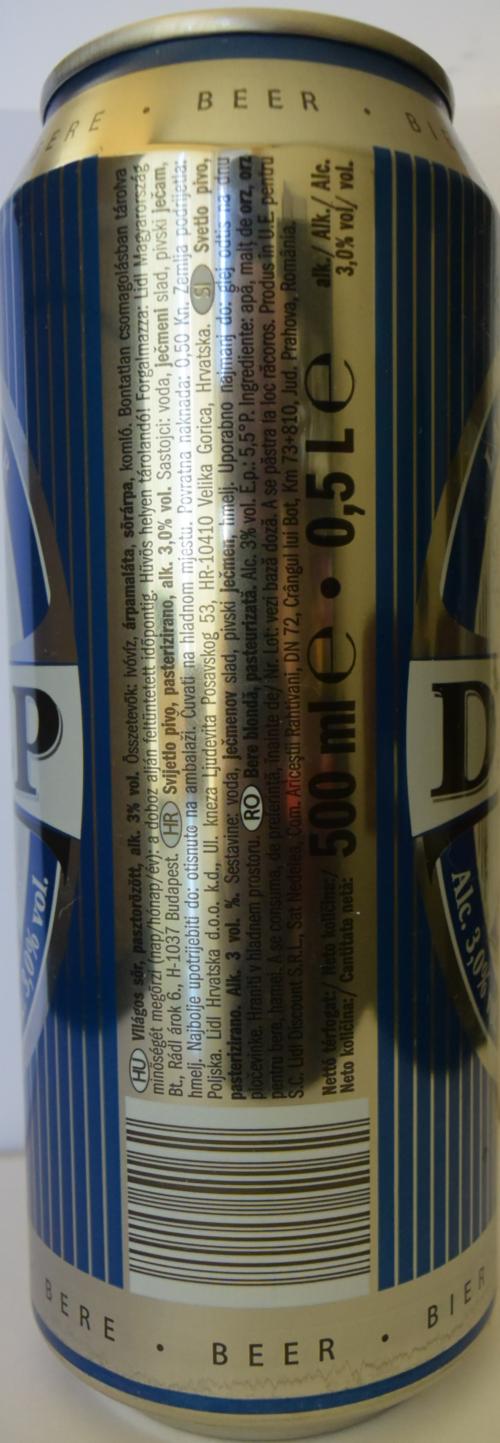 ERE • BEER • BI
HU Világos sör, pasztőrözött, alk. 3% vol. Összetevők: ivóvíz, árpamaláta, sörárpa, komló. Bontatlan csomagolásban tárolva
minőségét megőrzi (nap/hónap/év): a doboz alján feltüntetett időpontig. Hűvös helyen tárolandó! Forgalmazza: Lidl Magyarország
Bt., Rádl árok 6., H-1037 Budapest. HR Svijetlo pivo, pasterizirano, alk. 3,0% vol. Sastojci: voda, ječmeni slad, pivski ječam,
hmelj. Najbolje upotrijebiti do: otisnuto na ambalaži. Čuvati na hladnom mjestu. Povratna naknada: 0,50 Kn. Zemlja podrijetla:
Poljska. Lidl Hrvatska d.o.o. k.d., Ul. kneza Ljudevita Posavskog 53, HR-10410 Velika Gorica, Hrvatska. SI Svetlo pivo,
pasterizirano. Alk. 3 vol. %. Sestavine: voda, ječmenov slad, pivski ječmen, hmelj. Uporabno najmanj do: glej odtis na dnu
pločevinke. Hraniti v hladnem prostoru. RO Bere blondă, pasteurizată. Alc. 3% vol. E.p.: 5,5°P. Ingrediente: apă, malţ de orz, orz
pentru bere, hamei. A se consuma, de preferinţă, înainte de/ Nr. Lot: vezi bază doză. A se păstra la loc răcoros. Produs in U.E. pentru
S.C. Lidl Discount S.R.L., Sat Nedelea, Com. Ariceştii Rahtivani, DN 72, Crângul lui Bot, Km 73+810, Jud. Prahova, România.
Nettó térfogat:/ Neto količina:/
Neto količina:/ Cantitate netă:
500 ml e • 0,5 L e
alk./ Alk./ Alc.
3,0% vol/ vol.
P
3,0% vol.
D
Alc. 3,0%
BERE • BEER • BIER